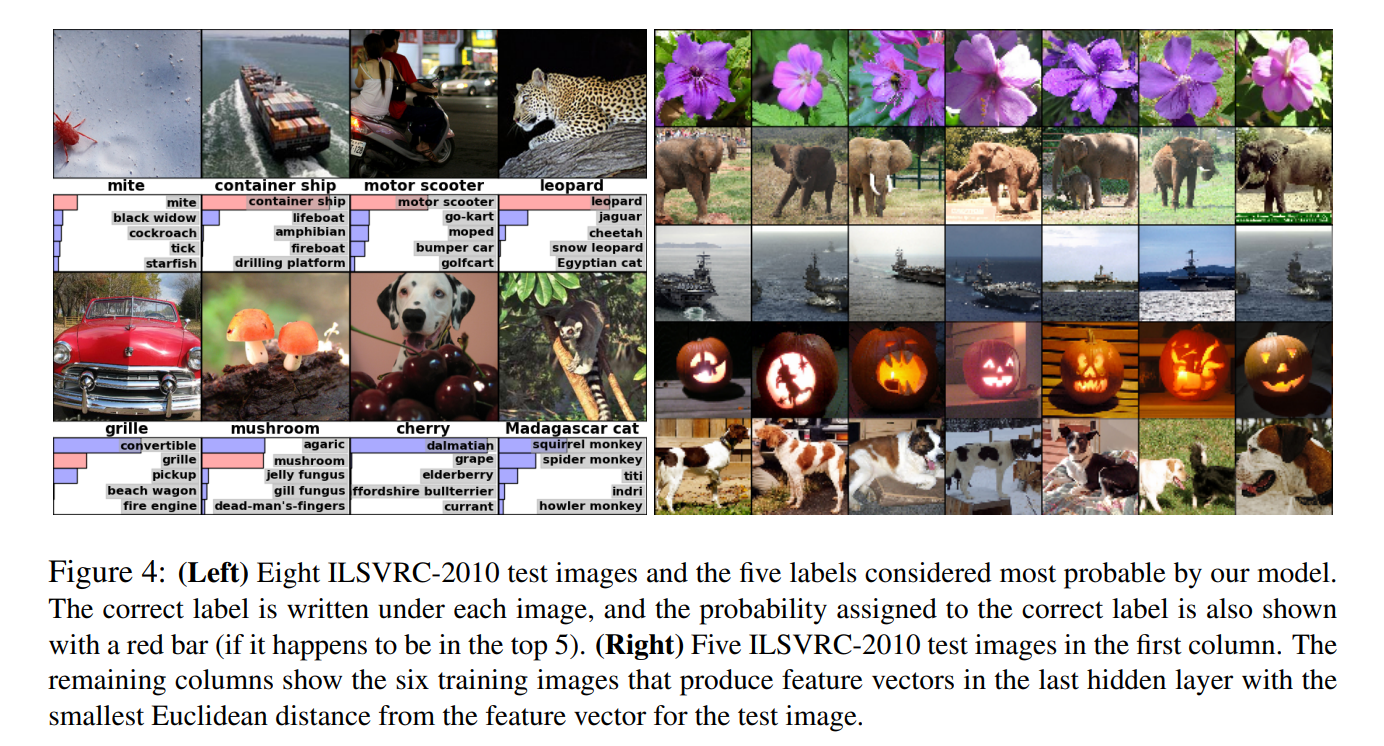 mite container ship motor scooter leopard
mite container ship motor scooter leopard
black widow lifeboat go-kart jaguar
cockroach amphibian moped cheetah
tick fireboat bumper car snow leopard
starfish drilling platform golfcart Egyptian cat
grille mushroom cherry Madagascar cat
convertible agaric dalmatian squirrel monkey
grille mushroom grape spider monkey
pickup jelly fungus elderberry titi
beach wagon gill fungus ffordshire bullterrier indri
fire engine dead-man's-fingers currant howler monkey
Figure 4: (Left) Eight ILSVRC-2010 test images and the five labels considered most probable by our model.
The correct label is written under each image, and the probability assigned to the correct label is also shown
with a red bar (if it happens to be in the top 5). (Right) Five ILSVRC-2010 test images in the first column. The
remaining columns show the six training images that produce feature vectors in the last hidden layer with the
smallest Euclidean distance from the feature vector for the test image.